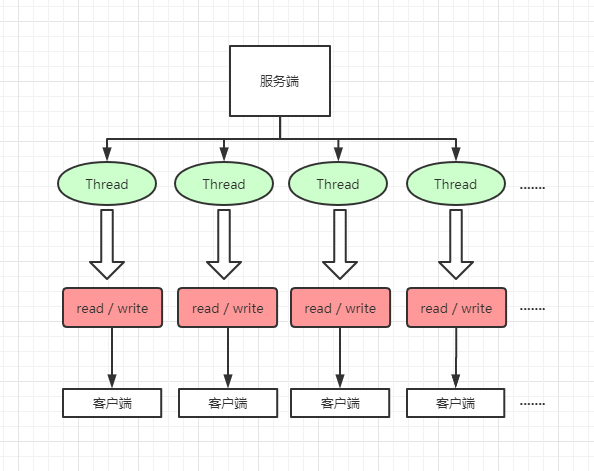 服务端
Thread Thread Thread Thread .......
read / write read / write read / write read / write .......
客户端 客户端 客户端 客户端 .......